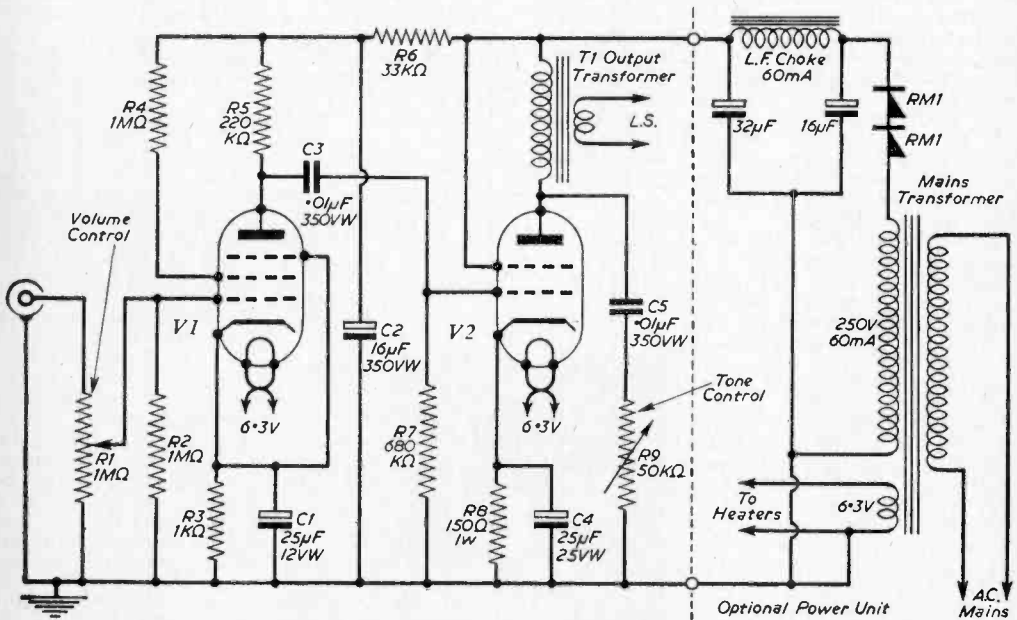 R4
1MΩ
R5
220
KΩ
R6
33KΩ
T1 Output
Transformer
L.S.
L.F. Choke
60mA
32µF
16µF
RM1
RM1
Mains
Transformer
Volume
Control
C3
·01µF
350VW
V1
C2
16µF
350VW
V2
C5
·01µF
350VW
250V
60mA
Tone
Control
6·3V
6·3V
R1
1MΩ
R2
1MΩ
R3
1KΩ
C1
25µF
12VW
R7
680
KΩ
R8
150Ω
1w
C4
25µF
25VW
R9
50KΩ
To
Heaters
6·3V
Optional Power Unit
A.C.
Mains